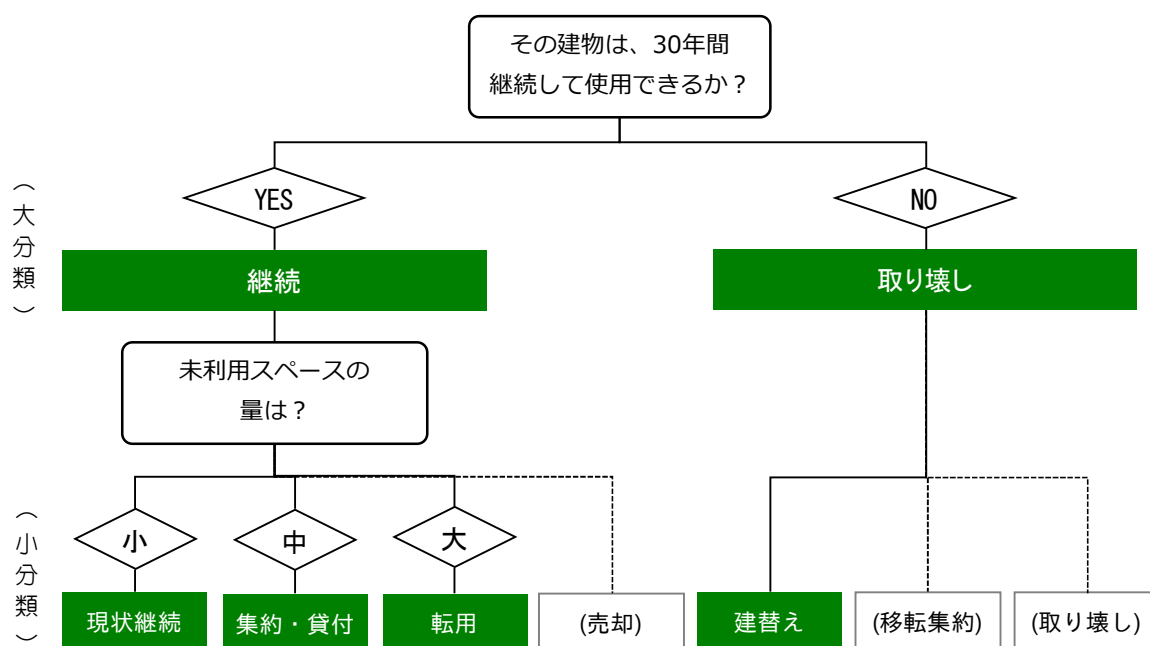 その建物は、30年間
継続して使用できるか？
YES
NO
（大分類）
継続
取り壊し
未利用スペースの
量は？
（小分類）
小
中
大
現状継続
集約・貸付
転用
(売却)
建替え
(移転集約)
(取り壊し)